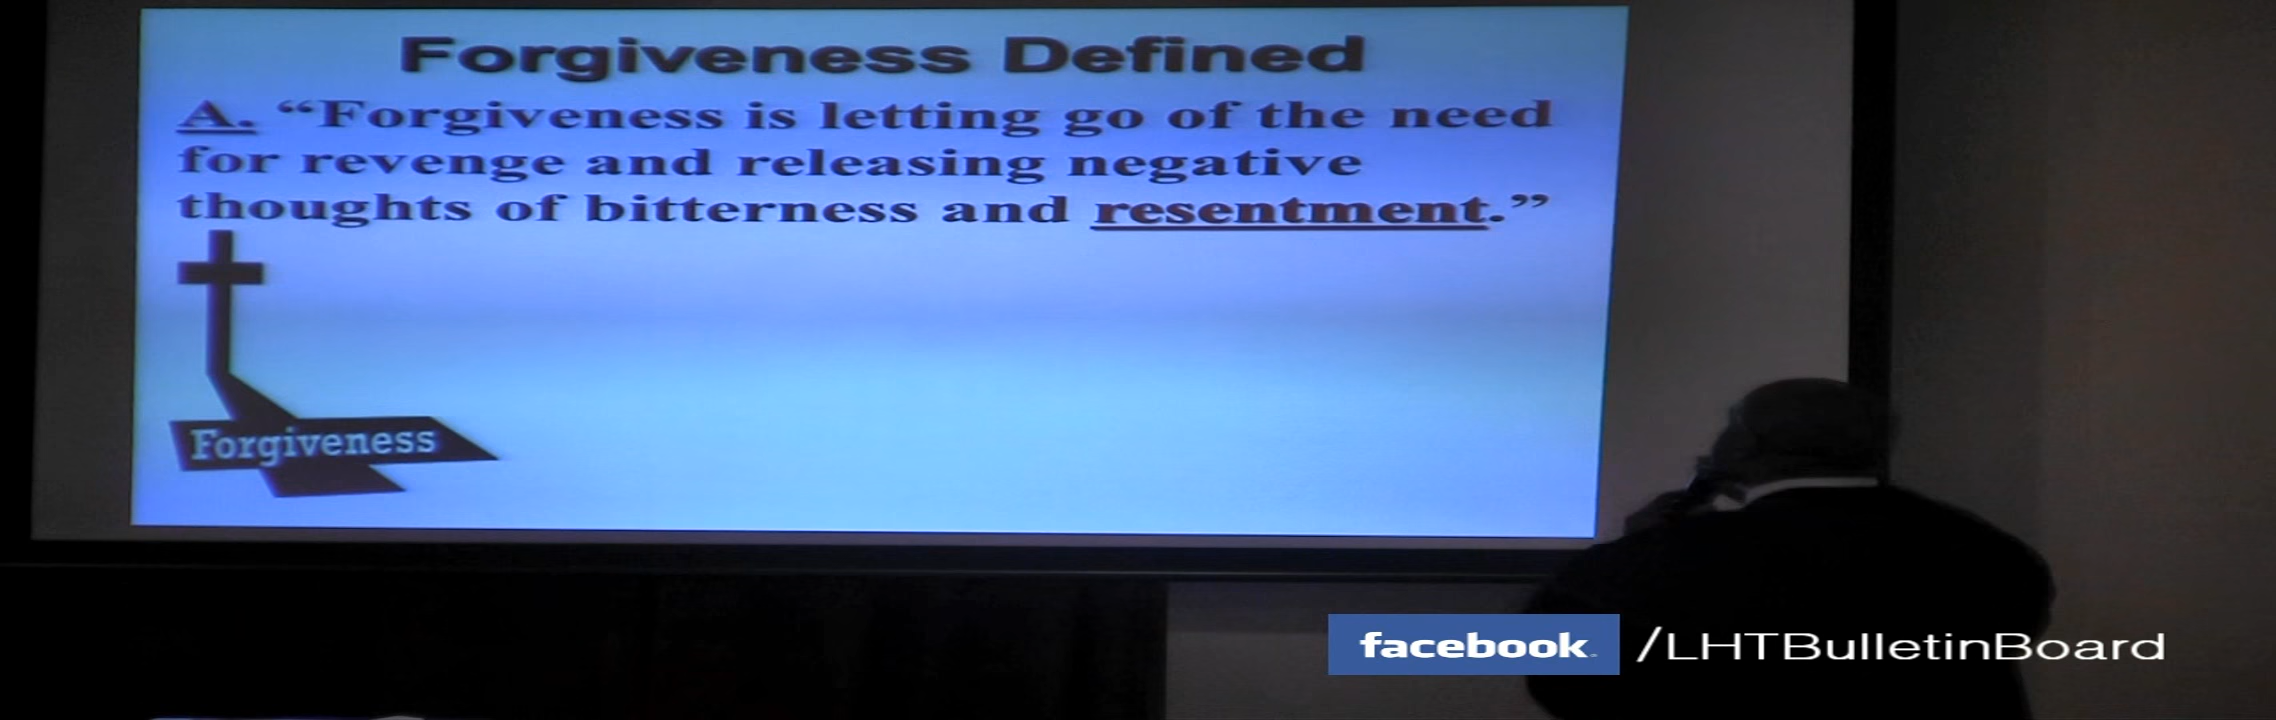 Forgiveness Defined
A. “Forgiveness is letting go of the need
for revenge and releasing negative
thoughts of bitterness and resentment.”
Forgiveness
facebook /LHTBulletinBoard